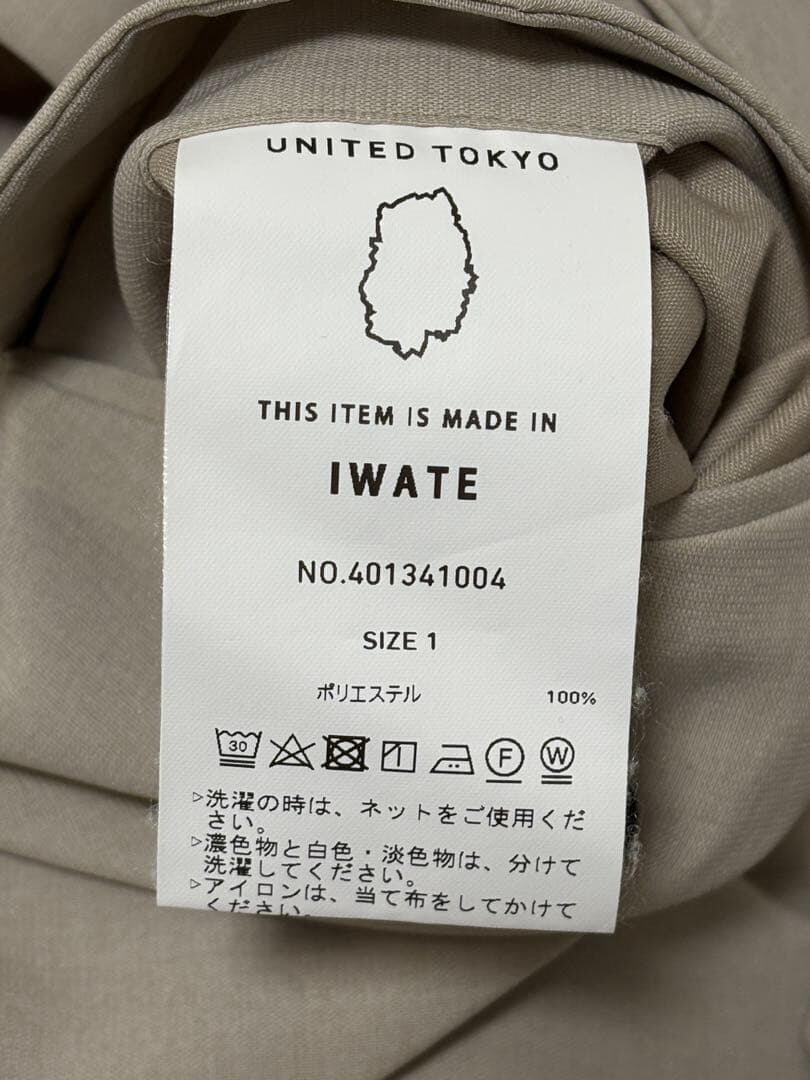 UNITED TOKYO
THIS ITEM IS MADE IN
IWATE
NO.401341004
SIZE 1
ポリエステル 100%
30 F W
▷洗濯の時は、ネットをご使用くだ
さい。
▷濃色物と白色・淡色物は、分けて
洗濯してください。
▷アイロンは、当て布をしてかけて
ください。